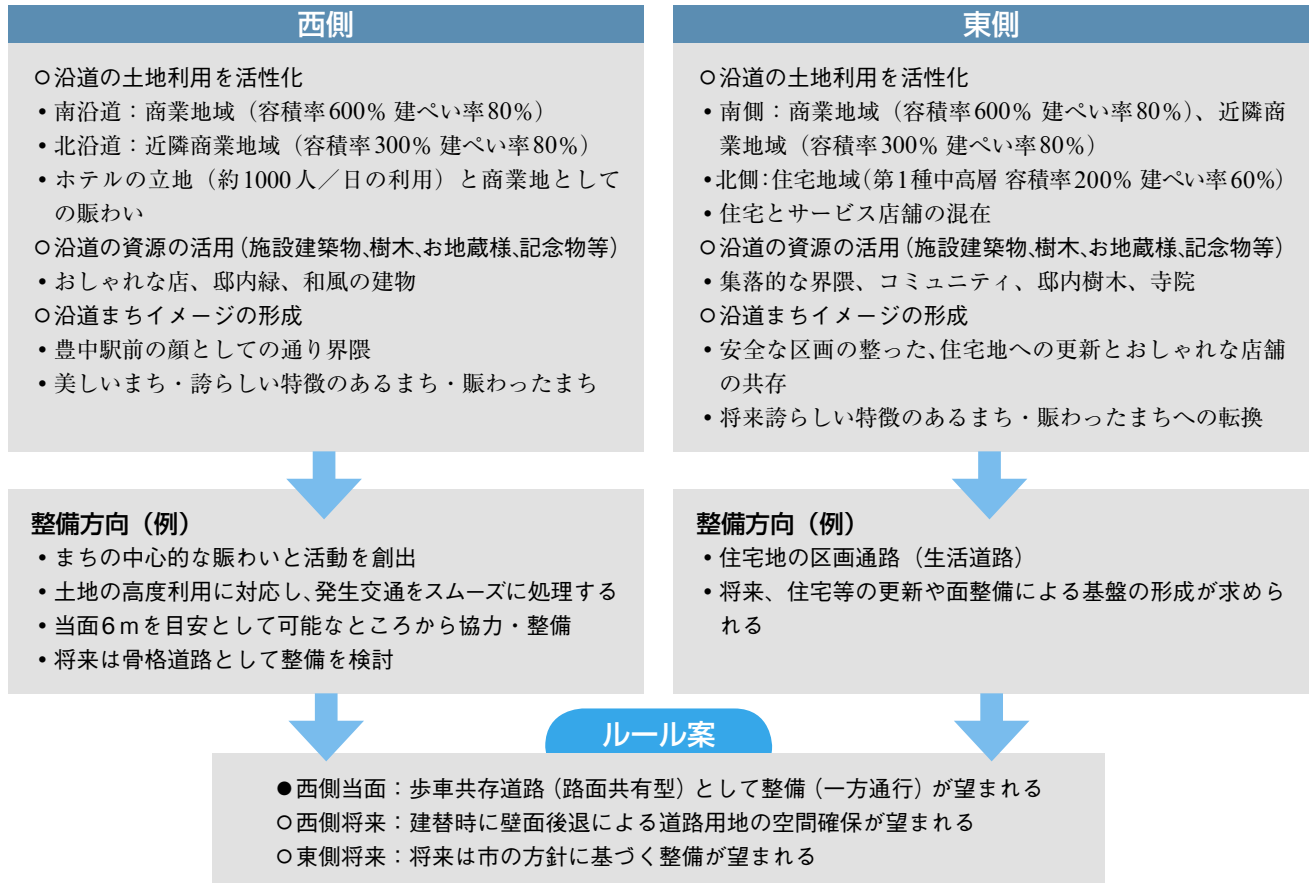 西側
○沿道の土地利用を活性化
・南沿道：商業地域（容積率600% 建ぺい率80%）
・北沿道：近隣商業地域（容積率300% 建ぺい率80%）
・ホテルの立地（約1000人／日の利用）と商業地として
の賑わい
○沿道の資源の活用（施設建築物、樹木、お地蔵様、記念物等）
・おしゃれな店、邸内緑、和風の建物
○沿道まちイメージの形成
・豊中駅前の顔としての通り界隈
・美しいまち・誇らしい特徴のあるまち・賑わったまち
東側
○沿道の土地利用を活性化
・南側：商業地域（容積率600% 建ぺい率80%）、近隣商
業地域（容積率300% 建ぺい率80%）
・北側：住宅地域（第1種中高層 容積率200% 建ぺい率60%）
・住宅とサービス店舗の混在
○沿道の資源の活用（施設建築物、樹木、お地蔵様、記念物等）
・集落的な界隈、コミュニティ、邸内樹木、寺院
○沿道まちイメージの形成
・安全な区画の整った、住宅地への更新とおしゃれな店舗
の共存
・将来誇らしい特徴のあるまち・賑わったまちへの転換
整備方向（例）
・まちの中心的な賑わいと活動を創出
・土地の高度利用に対応し、発生交通をスムーズに処理する
・当面6mを目安として可能なところから協力・整備
・将来は骨格道路として整備を検討
整備方向（例）
・住宅地の区画通路（生活道路）
・将来、住宅等の更新や面整備による基盤の形成が求めら
れる
ルール案
●西側当面：歩車共存道路（路面共有型）として整備（一方通行）が望まれる
○西側将来：建替時に壁面後退による道路用地の空間確保が望まれる
○東側将来：将来は市の方針に基づく整備が望まれる